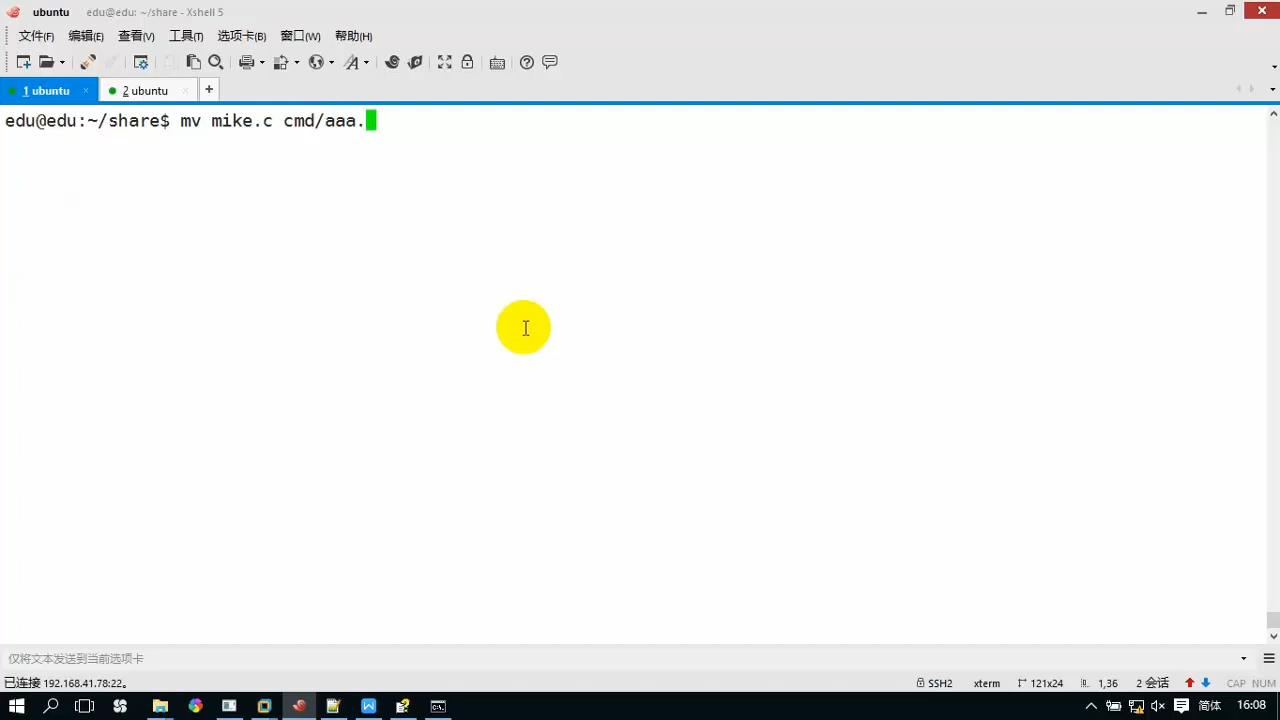 ubuntu edu@edu: ~/share - Xshell 5
文件(F) 编辑(E) 查看(V) 工具(T) 选项卡(B) 窗口(W) 帮助(H)
1 ubuntu × 2 ubuntu × +
edu@edu:~/share$ mv mike.c cmd/aaa.
仅将文本发送到当前选项卡
已连接 192.168.41.78:22。 SSH2 xterm 121x24 1,36 2 会话 CAP NUM
简体 16:08